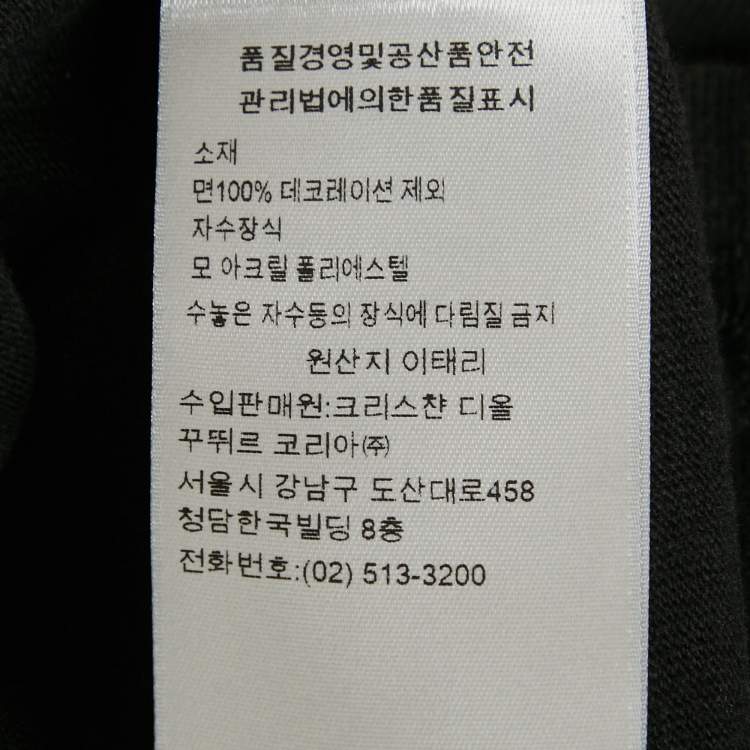 품질경영및공산품안전
관리법에의한품질표시
소재
면100% 데코레이션 제외
자수장식
모 아크릴 폴리에스텔
수놓은 자수등의 장식에 다림질 금지
원산지 이태리
수입판매원:크리스챤 디올
꾸뛰르 코리아㈜
서울시 강남구 도산대로458
청담한국빌딩 8층
전화번호:(02) 513-3200